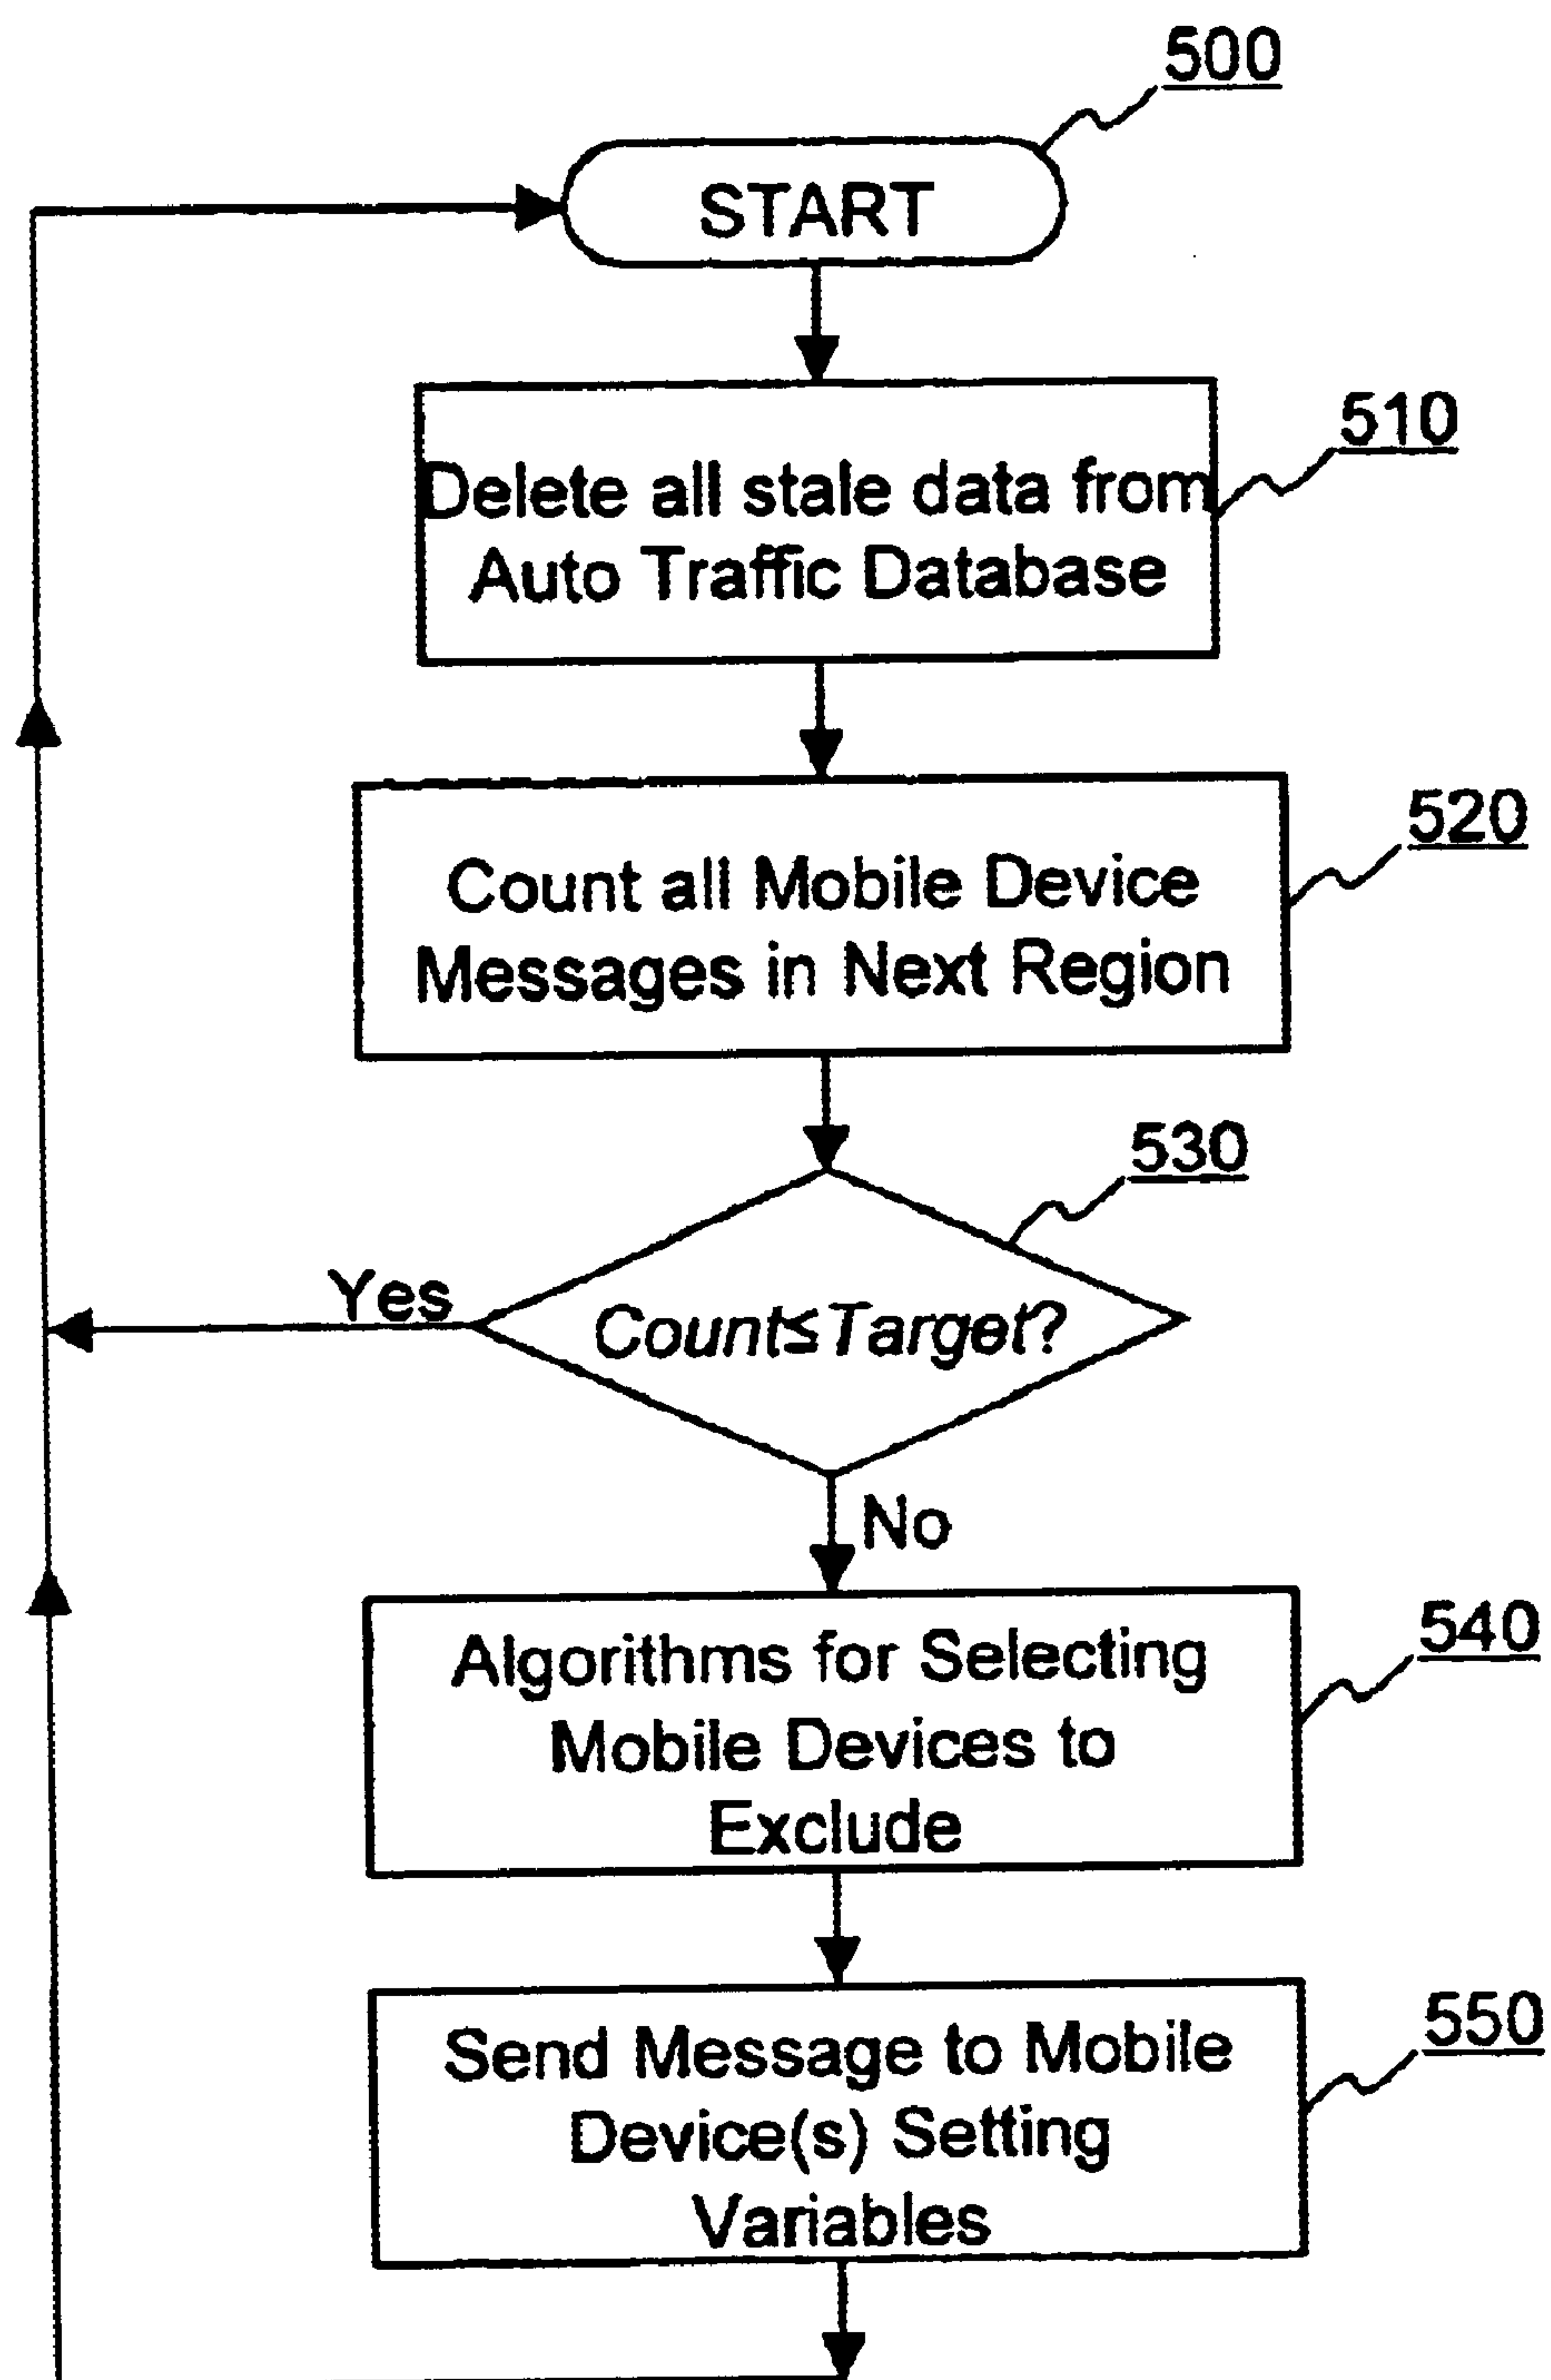 500
START
510
Delete all stale data from
Auto Traffic Database
520
Count all Mobile Device
Messages in Next Region
530
Yes
Count≤Target?
No
540
Algorithms for Selecting
Mobile Devices to
Exclude
550
Send Message to Mobile
Device(s) Setting
Variables